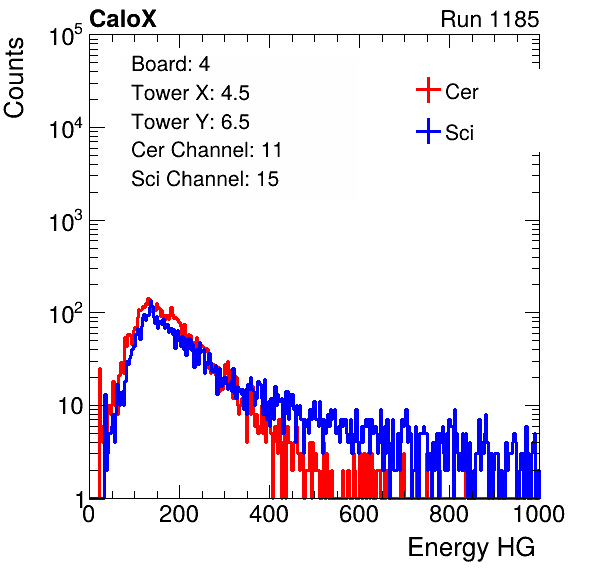 CaloX Run 1185
Counts
Board: 4
Tower X: 4.5
Tower Y: 6.5
Cer Channel: 11
Sci Channel: 15
Cer
Sci
10^5
10^4
10^3
10^2
10
1
0 200 400 600 800 1000
Energy HG